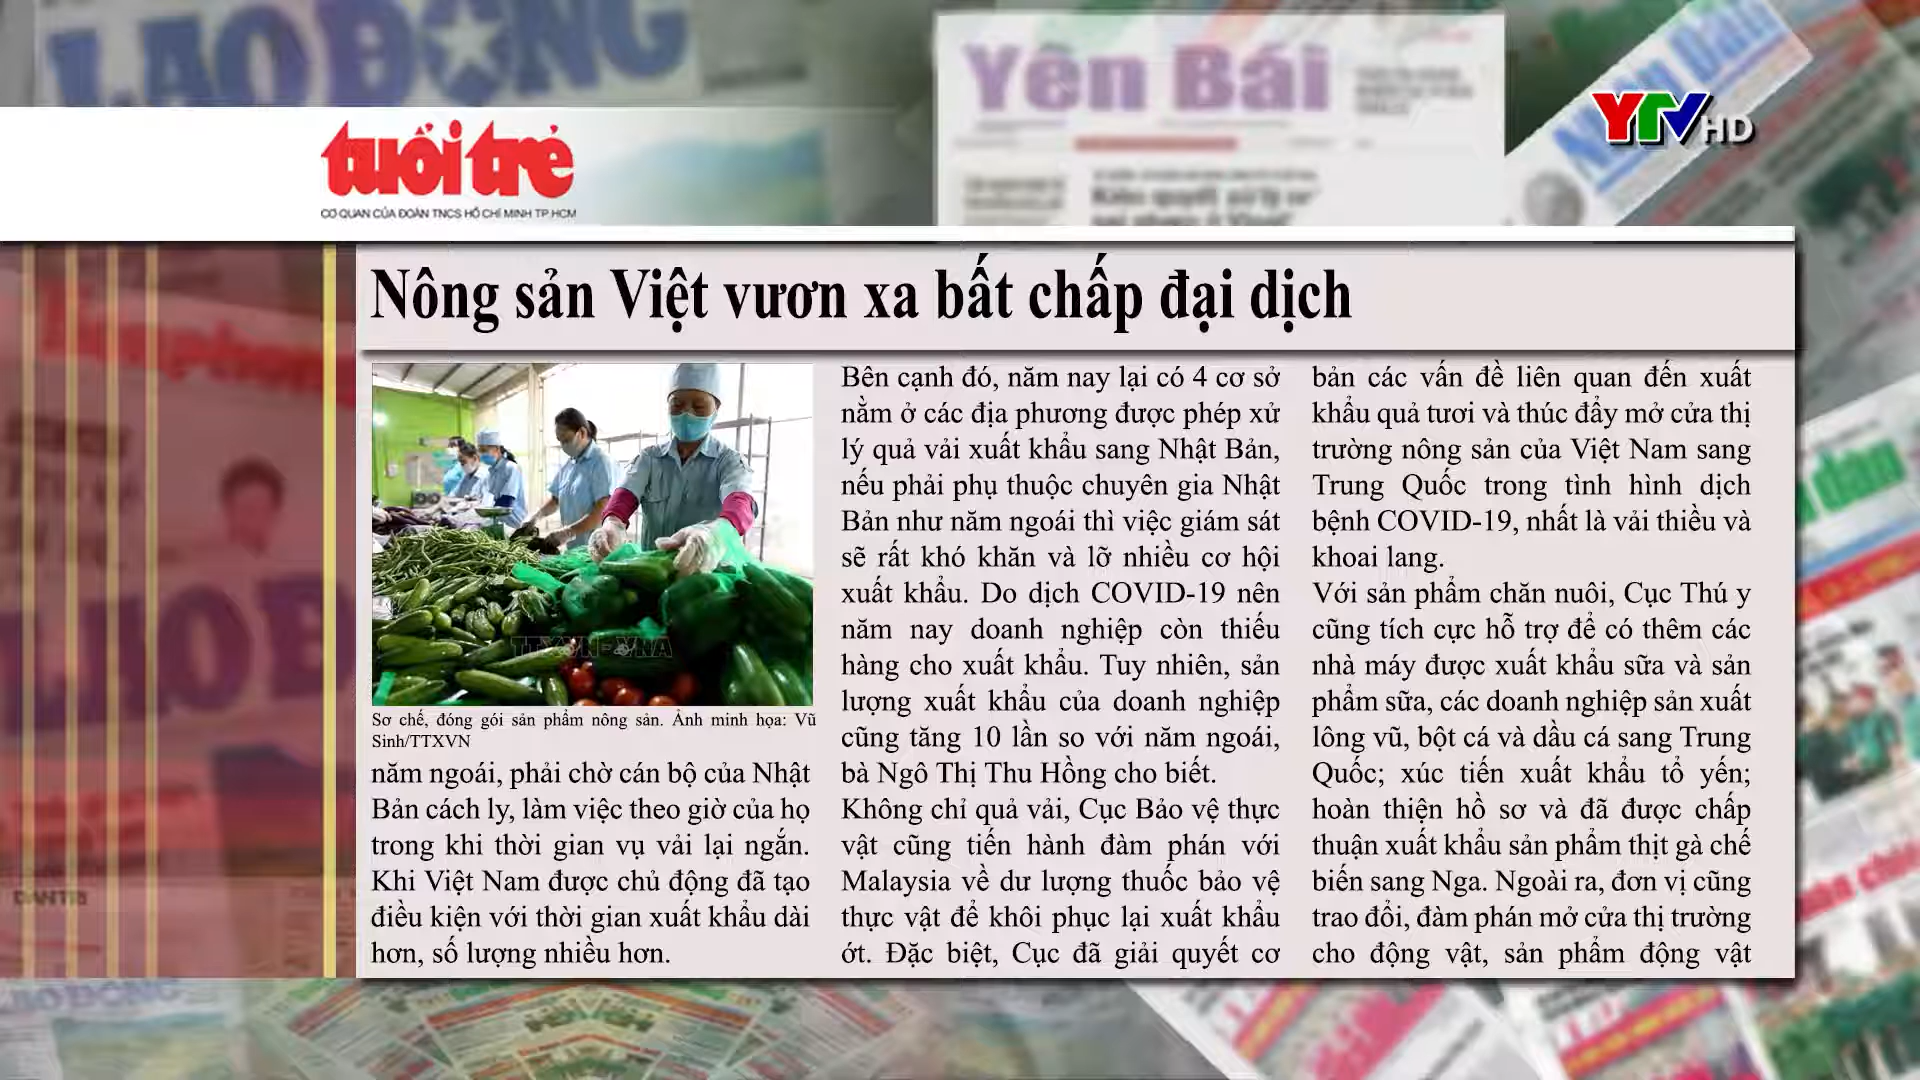 LAO ĐỘNG
Yên Bái
Nhân Dân
YTV HD
tuổi trẻ
CƠ QUAN CỦA ĐOÀN TNCS HỒ CHÍ MINH TP.HCM
Nông sản Việt vươn xa bất chấp đại dịch
TTXVN-VNA
Sơ chế, đóng gói sản phẩm nông sản. Ảnh minh họa: Vũ
Sinh/TTXVN
năm ngoái, phải chờ cán bộ của Nhật
Bản cách ly, làm việc theo giờ của họ
trong khi thời gian vụ vải lại ngắn.
Khi Việt Nam được chủ động đã tạo
điều kiện với thời gian xuất khẩu dài
hơn, số lượng nhiều hơn.
Bên cạnh đó, năm nay lại có 4 cơ sở
nằm ở các địa phương được phép xử
lý quả vải xuất khẩu sang Nhật Bản,
nếu phải phụ thuộc chuyên gia Nhật
Bản như năm ngoái thì việc giám sát
sẽ rất khó khăn và lỡ nhiều cơ hội
xuất khẩu. Do dịch COVID-19 nên
năm nay doanh nghiệp còn thiếu
hàng cho xuất khẩu. Tuy nhiên, sản
lượng xuất khẩu của doanh nghiệp
cũng tăng 10 lần so với năm ngoái,
bà Ngô Thị Thu Hồng cho biết.
Không chỉ quả vải, Cục Bảo vệ thực
vật cũng tiến hành đàm phán với
Malaysia về dư lượng thuốc bảo vệ
thực vật để khôi phục lại xuất khẩu
ớt. Đặc biệt, Cục đã giải quyết cơ
bản các vấn đề liên quan đến xuất
khẩu quả tươi và thúc đẩy mở cửa thị
trường nông sản của Việt Nam sang
Trung Quốc trong tình hình dịch
bệnh COVID-19, nhất là vải thiều và
khoai lang.
Với sản phẩm chăn nuôi, Cục Thú y
cũng tích cực hỗ trợ để có thêm các
nhà máy được xuất khẩu sữa và sản
phẩm sữa, các doanh nghiệp sản xuất
lông vũ, bột cá và dầu cá sang Trung
Quốc; xúc tiến xuất khẩu tổ yến;
hoàn thiện hồ sơ và đã được chấp
thuận xuất khẩu sản phẩm thịt gà chế
biến sang Nga. Ngoài ra, đơn vị cũng
trao đổi, đàm phán mở cửa thị trường
cho động vật, sản phẩm động vật
LAO ĐỘNG
DANTRI
LAO ĐỘNG